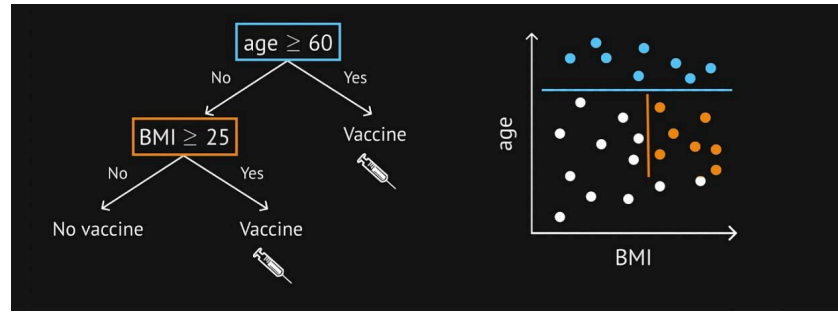 age ≥ 60
No
Yes
BMI ≥ 25
Vaccine
No
Yes
No vaccine
Vaccine
age
BMI